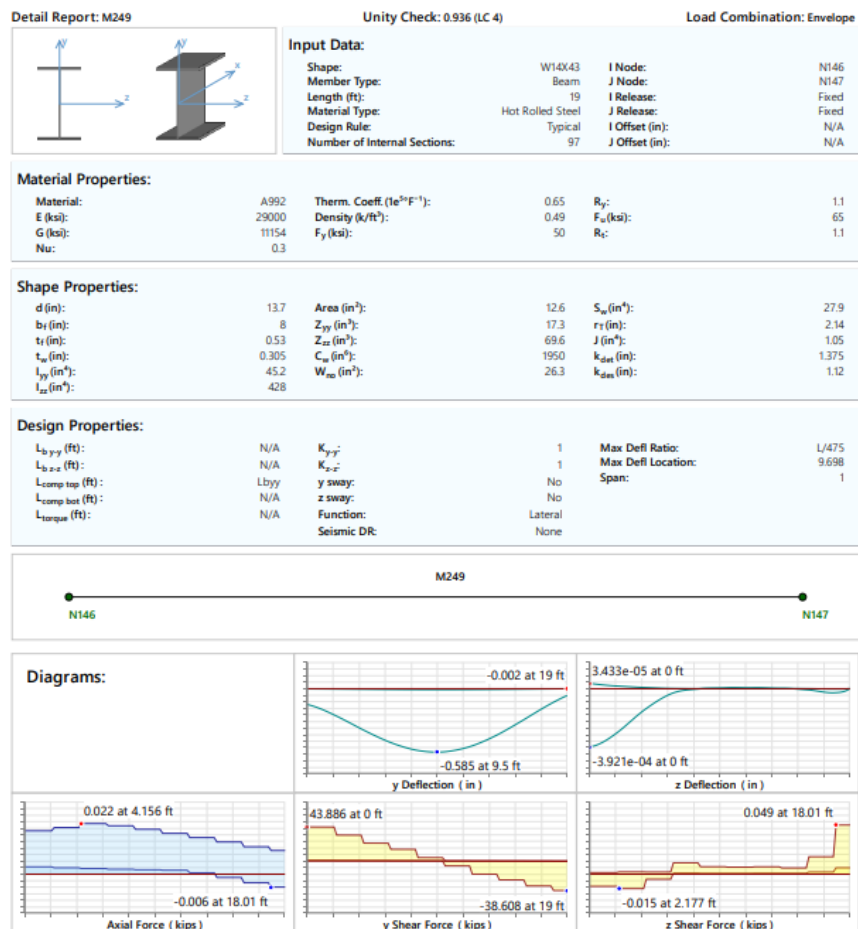 Detail Report: M249 Unity Check: 0.936 (LC 4) Load Combination: Envelope
y y x z z
Input Data:
Shape: W14X43 I Node: N146
Member Type: Beam J Node: N147
Length (ft): 19 I Release: Fixed
Material Type: Hot Rolled Steel J Release: Fixed
Design Rule: Typical I Offset (in): N/A
Number of Internal Sections: 97 J Offset (in): N/A
Material Properties:
Material: A992 Therm. Coeff. (1e⁵°F⁻¹): 0.65 Ry: 1.1
E (ksi): 29000 Density (k/ft³): 0.49 Fu (ksi): 65
G (ksi): 11154 Fy (ksi): 50 Rt: 1.1
Nu: 0.3
Shape Properties:
d (in): 13.7 Area (in²): 12.6 Sw (in⁴): 27.9
bf (in): 8 Zyy (in³): 17.3 rT (in): 2.14
tf (in): 0.53 Zzz (in³): 69.6 J (in⁴): 1.05
tw (in): 0.305 Cw (in⁶): 1950 kdet (in): 1.375
Iyy (in⁴): 45.2 Wno (in²): 26.3 kdes (in): 1.12
Izz (in⁴): 428
Design Properties:
Lb y-y (ft): N/A Ky-y: 1 Max Defl Ratio: L/475
Lb z-z (ft): N/A Kz-z: 1 Max Defl Location: 9.698
Lcomp top (ft): Lbyy y sway: No Span: 1
Lcomp bot (ft): N/A z sway: No
Ltorque (ft): N/A Function: Lateral
Seismic DR: None
M249
N146 N147
Diagrams:
-0.002 at 19 ft
-0.585 at 9.5 ft
y Deflection ( in )
3.433e-05 at 0 ft
-3.921e-04 at 0 ft
z Deflection ( in )
0.022 at 4.156 ft
-0.006 at 18.01 ft
Axial Force ( kips )
43.886 at 0 ft
-38.608 at 19 ft
y Shear Force ( kips )
0.049 at 18.01 ft
-0.015 at 2.177 ft
z Shear Force ( kips )